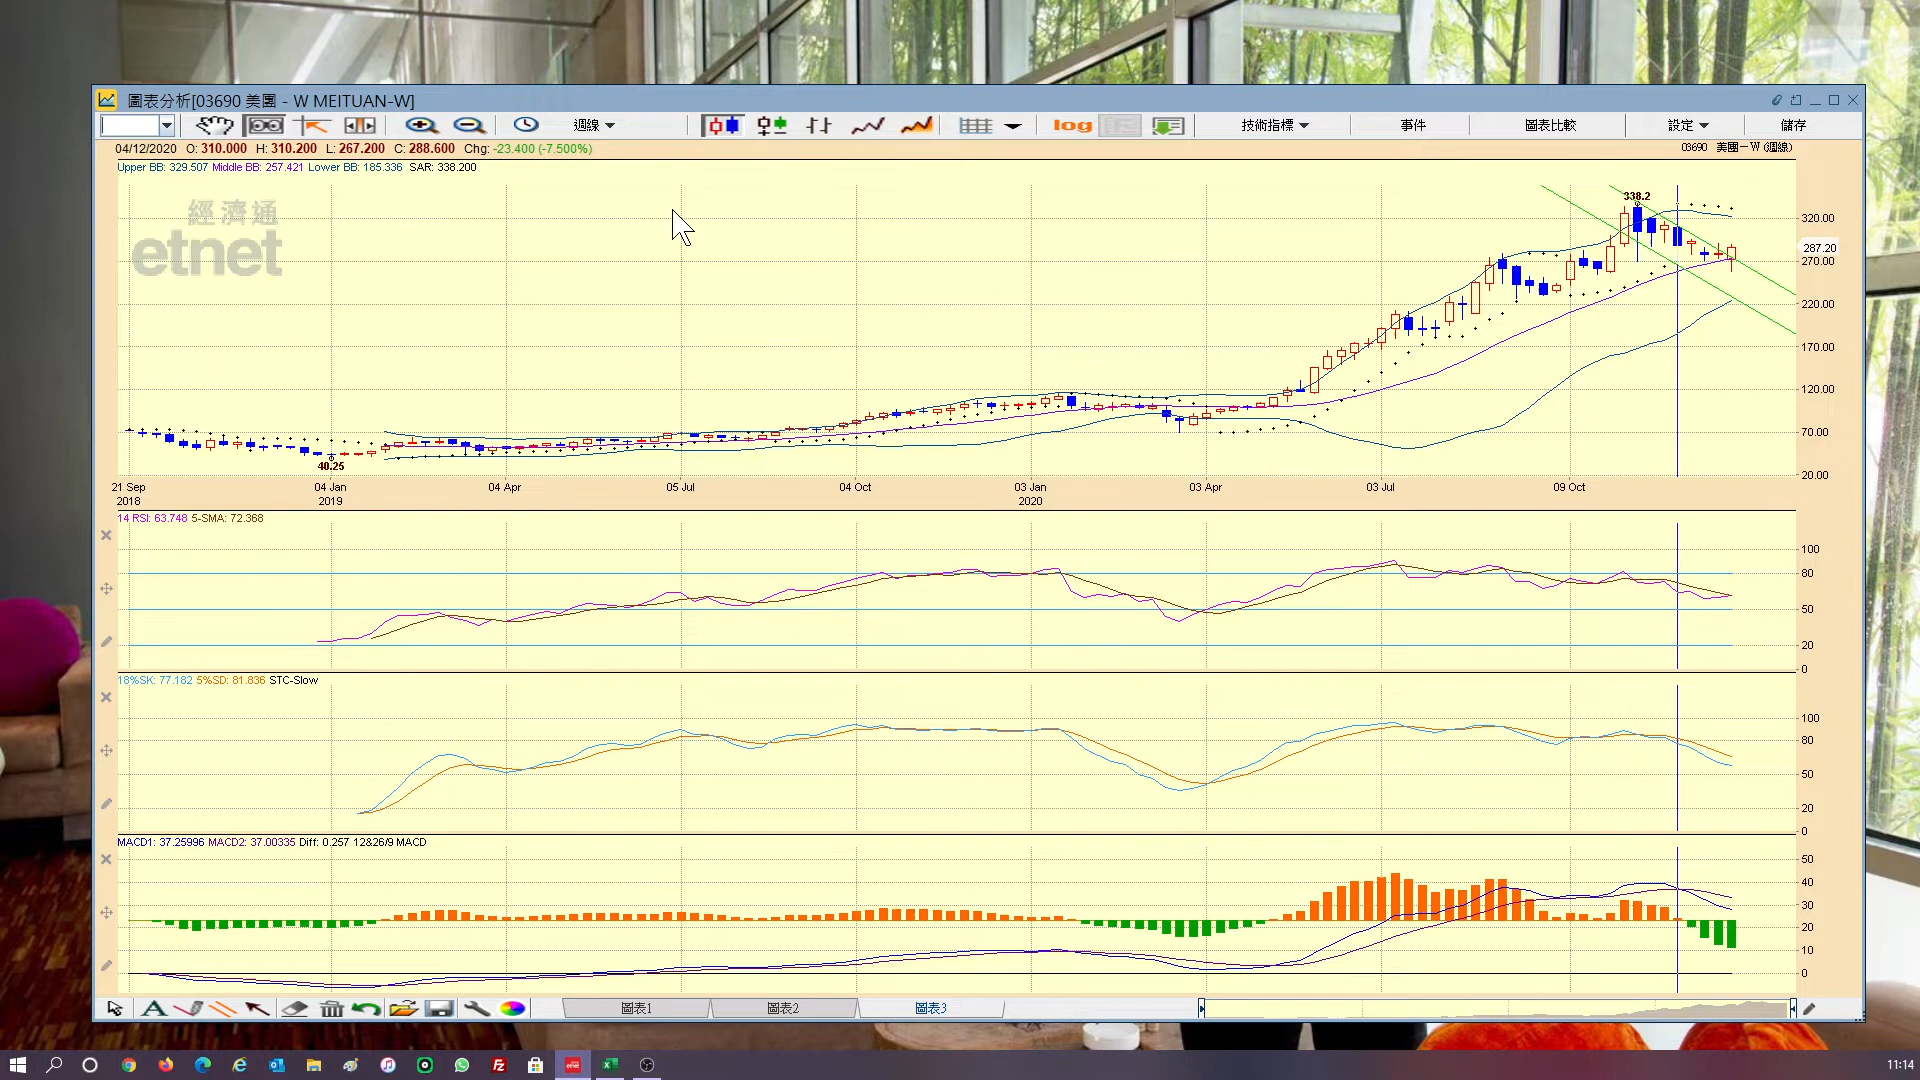 圖表分析[03690 美團 - W MEITUAN-W]
週線
log
技術指標
事件
圖表比較
設定
儲存
04/12/2020 O: 310.000 H: 310.200 L: 267.200 C: 288.600 Chg: -23.400 (-7.500%)
03690 美團－W (週線)
Upper BB: 329.507 Middle BB: 257.421 Lower BB: 185.336 SAR: 338.200
經濟通
etnet
338.2
40.25
320.00
287.20
270.00
220.00
170.00
120.00
70.00
20.00
21 Sep 04 Jan 04 Apr 05 Jul 04 Oct 03 Jan 03 Apr 03 Jul 09 Oct
2018 2019 2020
14 RSI: 63.748 5-SMA: 72.368
100
80
50
20
0
18%SK: 77.182 5%SD: 81.836 STC-Slow
100
80
50
20
0
MACD1: 37.25996 MACD2: 37.00335 Diff: 0.257 12&26/9 MACD
50
40
30
20
10
0
圖表1
圖表2
圖表3
etnet
11:14